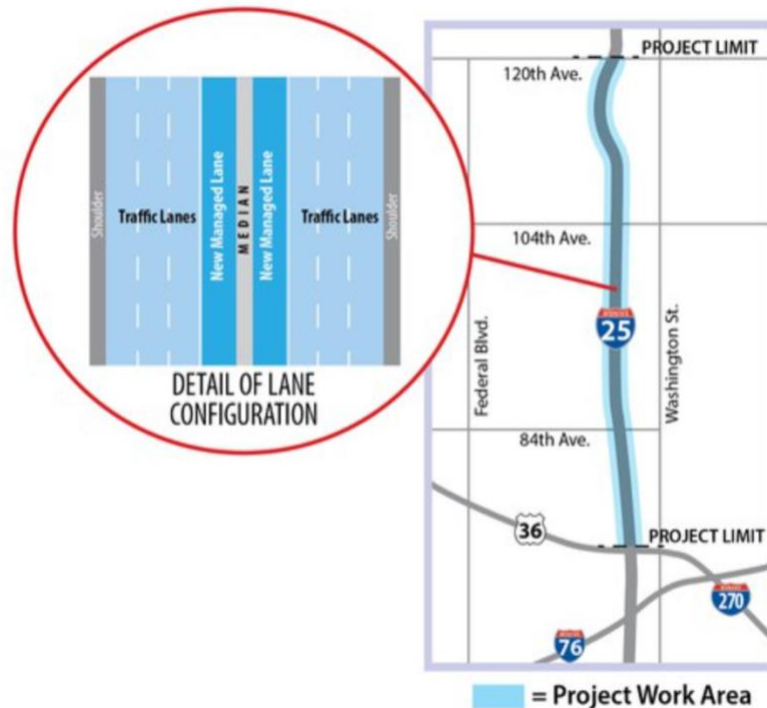 PROJECT LIMIT
120th Ave.
Shoulder
Traffic Lanes
New Managed Lane
MEDIAN
New Managed Lane
Traffic Lanes
Shoulder
DETAIL OF LANE
CONFIGURATION
104th Ave.
25
Federal Blvd.
Washington St.
84th Ave.
36
PROJECT LIMIT
270
76
= Project Work Area